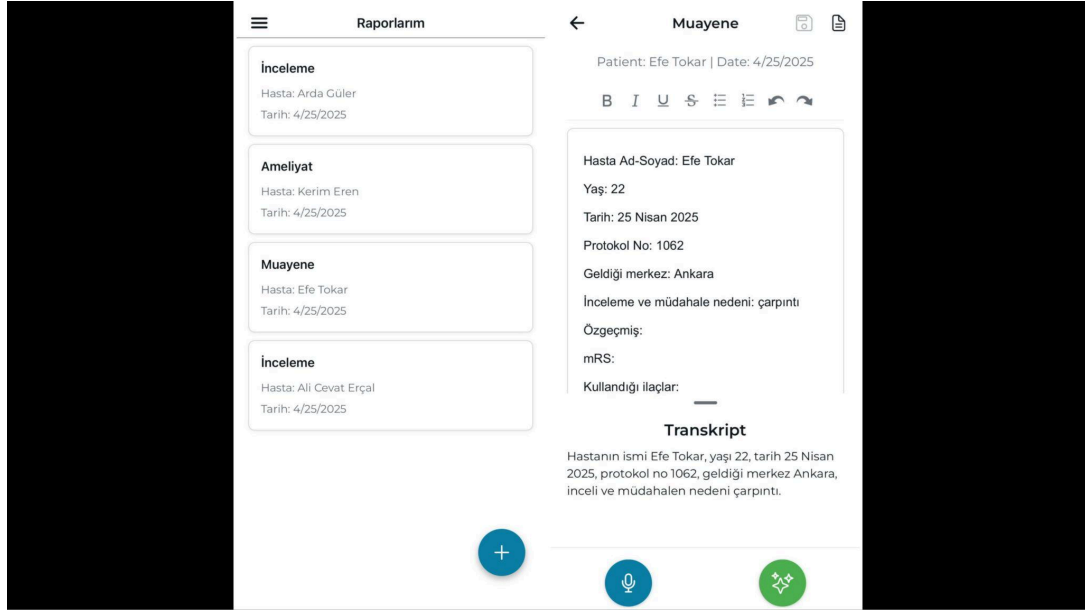 Raporlarım
İnceleme
Hasta: Arda Güler
Tarih: 4/25/2025
Ameliyat
Hasta: Kerim Eren
Tarih: 4/25/2025
Muayene
Hasta: Efe Tokar
Tarih: 4/25/2025
İnceleme
Hasta: Ali Cevat Erçal
Tarih: 4/25/2025
Muayene
Patient: Efe Tokar | Date: 4/25/2025
B I U S
Hasta Ad-Soyad: Efe Tokar
Yaş: 22
Tarih: 25 Nisan 2025
Protokol No: 1062
Geldiği merkez: Ankara
İnceleme ve müdahale nedeni: çarpıntı
Özgeçmiş:
mRS:
Kullandığı ilaçlar:
Transkript
Hastanın ismi Efe Tokar, yaşı 22, tarih 25 Nisan
2025, protokol no 1062, geldiği merkez Ankara,
inceli ve müdahalen nedeni çarpıntı.